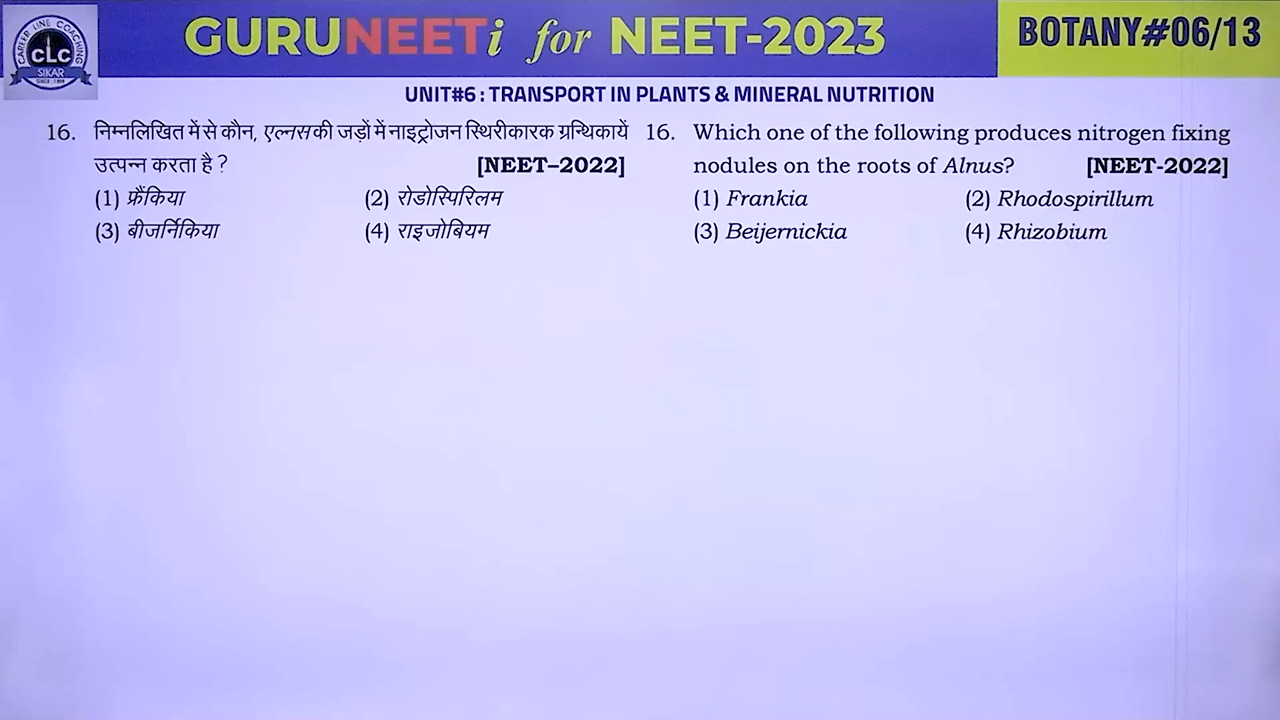 CAREER LINE COACHING
CLC
SIKAR
GURUNEETi for NEET-2023
BOTANY#06/13
UNIT#6 : TRANSPORT IN PLANTS & MINERAL NUTRITION
16. निम्नलिखित में से कौन, एल्नस की जड़ों में नाइट्रोजन स्थिरीकारक ग्रन्थिकायें
उत्पन्न करता है ? [NEET–2022]
(1) फ्रैंकिया (2) रोडोस्पिरिलम
(3) बीजर्निकिया (4) राइजोबियम
16. Which one of the following produces nitrogen fixing
nodules on the roots of Alnus? [NEET-2022]
(1) Frankia (2) Rhodospirillum
(3) Beijernickia (4) Rhizobium